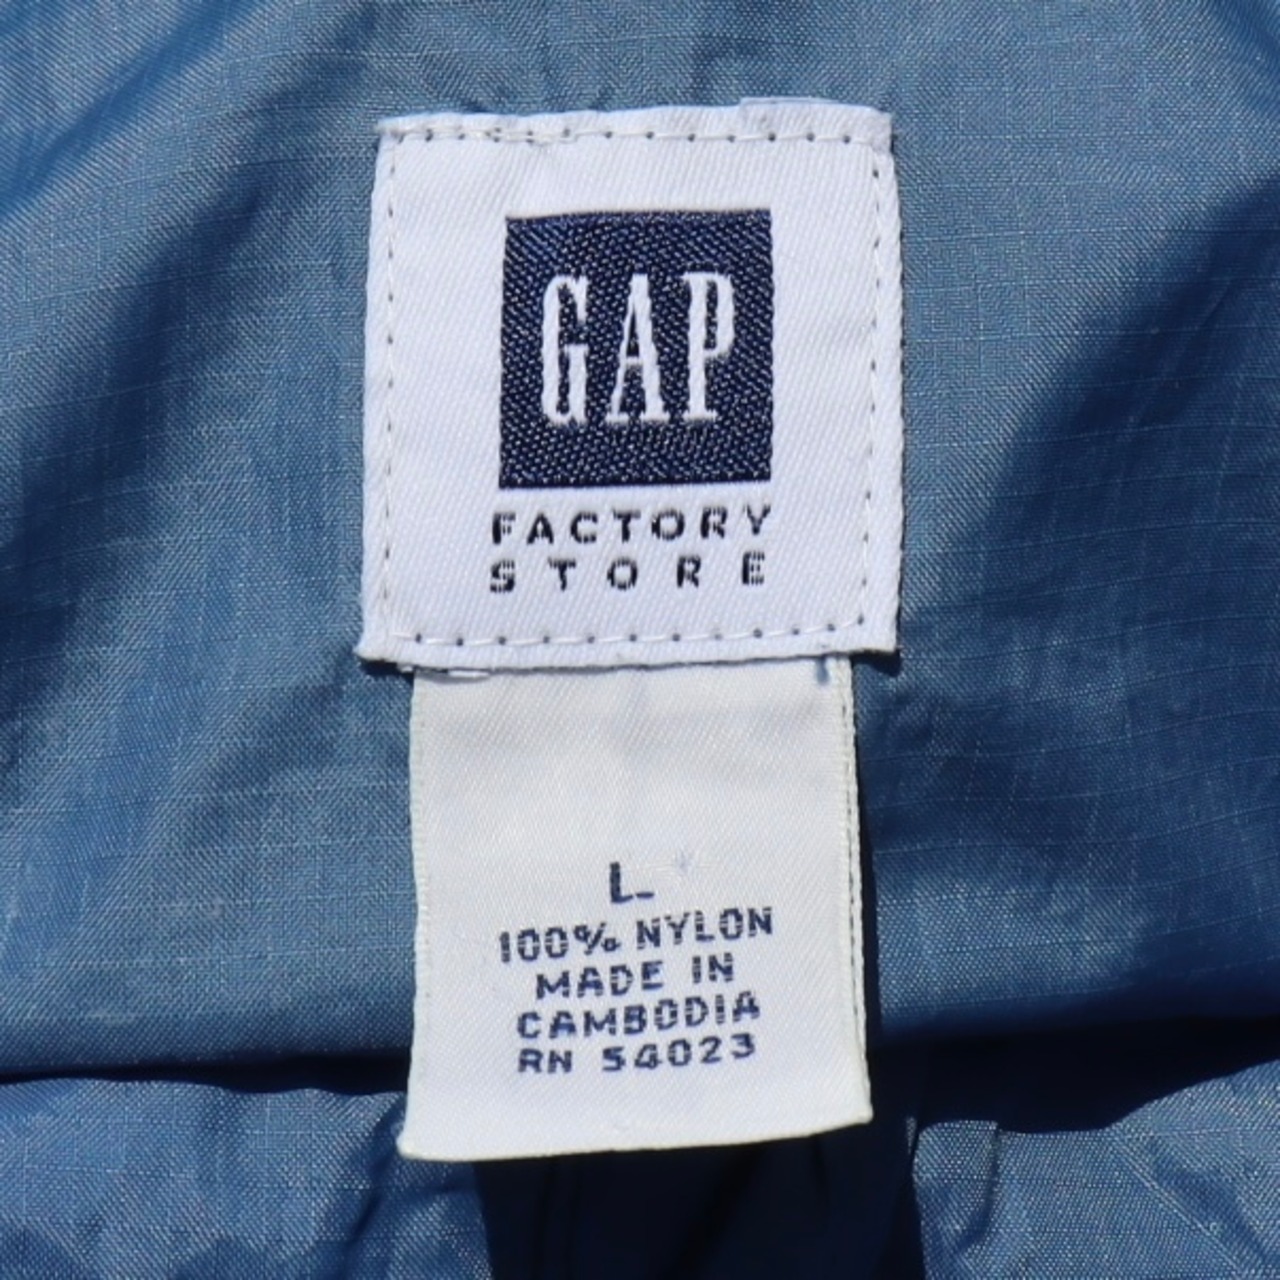 GAP
FACTORY
STORE
L
100% NYLON
MADE IN
CAMBODIA
RN 54023